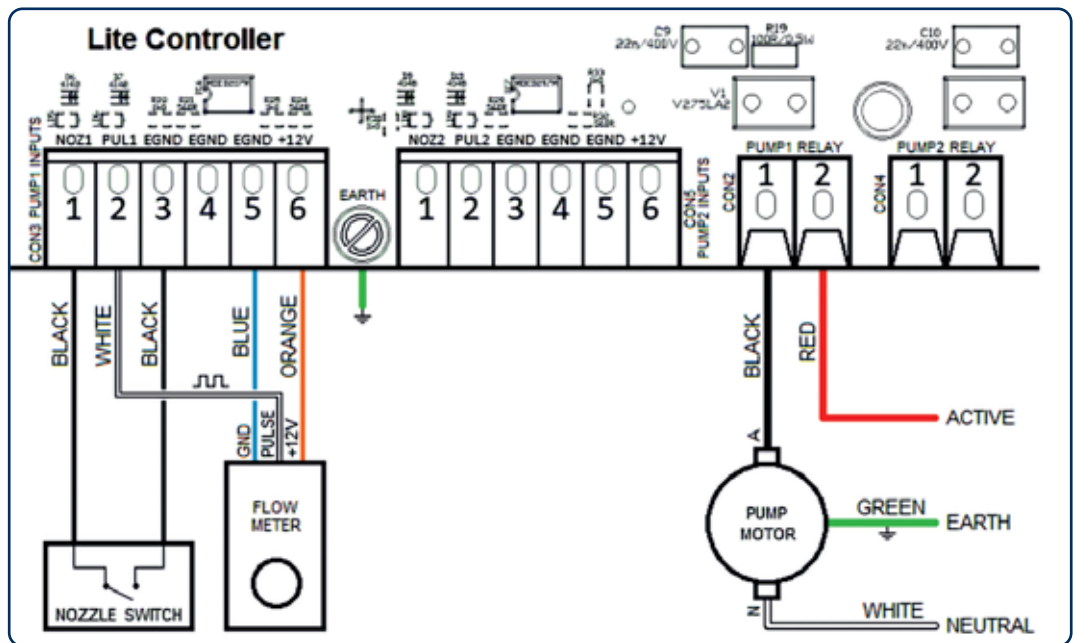 Lite Controller
C9
22n/400V
R19
100R/0.5W
C10
22n/400V
V1
V275LA2
NOZ1 PUL1 EGND EGND EGND +12V
NOZ2 PUL2 EGND EGND EGND +12V
PUMP1 RELAY
PUMP2 RELAY
CON3 PUMP1 INPUTS
1 2 3 4 5 6
EARTH
1 2 3 4 5 6
CON5
PUMP2 INPUTS
CON2
1 2
CON4
1 2
BLACK
WHITE
BLACK
BLUE
ORANGE
BLACK
RED
ACTIVE
GND
PULSE
+12V
A
FLOW
METER
PUMP
MOTOR
GREEN
EARTH
NOZZLE SWITCH
N
WHITE
NEUTRAL